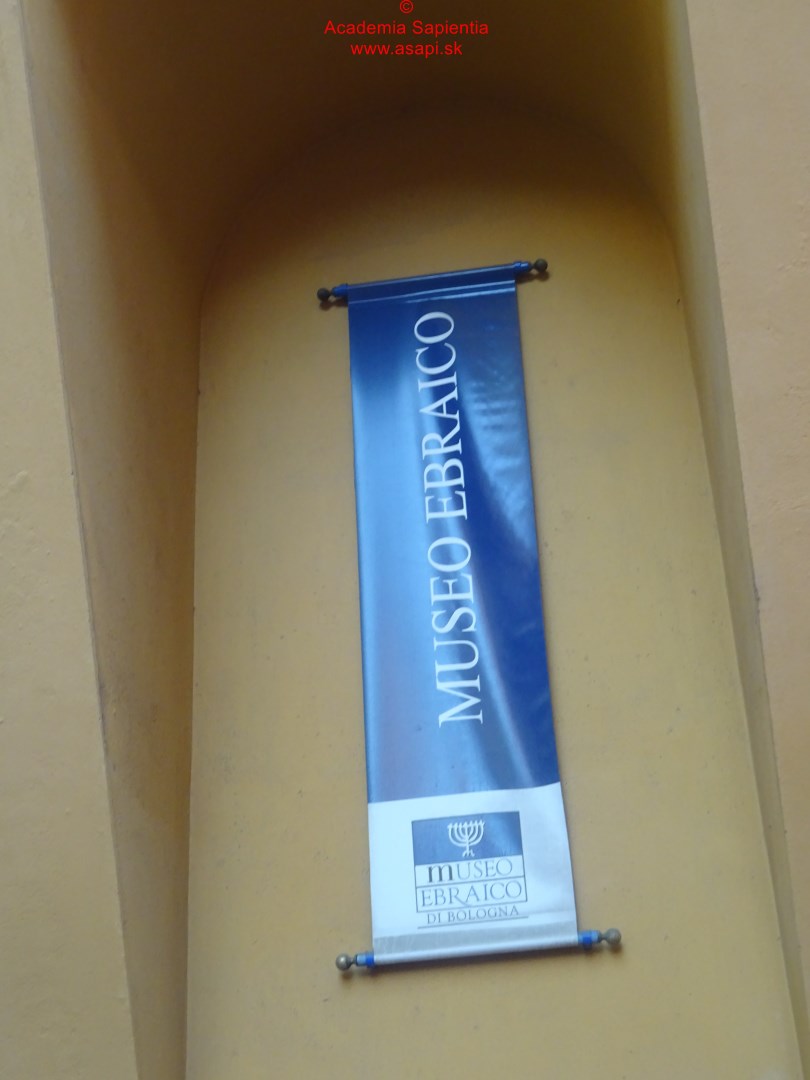 ©
Academia Sapientia
www.asapi.sk
MUSEO EBRAICO
MUSEO
EBRAICO
DI BOLOGNA